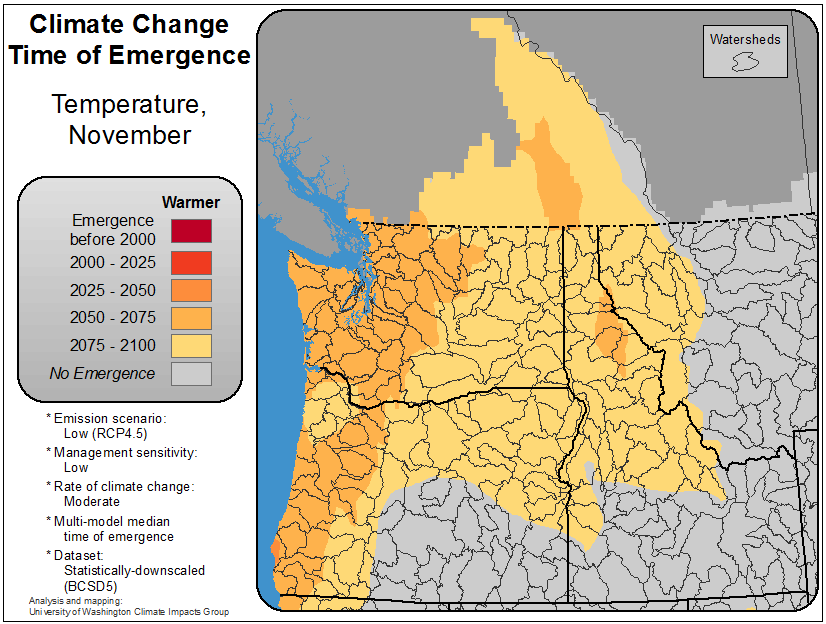 Climate Change
Time of Emergence
Temperature,
November
Warmer
Emergence
before 2000
2000 - 2025
2025 - 2050
2050 - 2075
2075 - 2100
No Emergence
* Emission scenario:
Low (RCP4.5)
* Management sensitivity:
Low
* Rate of climate change:
Moderate
* Multi-model median
time of emergence
* Dataset:
Statistically-downscaled
(BCSD5)
Analysis and mapping:
University of Washington Climate Impacts Group
Watersheds